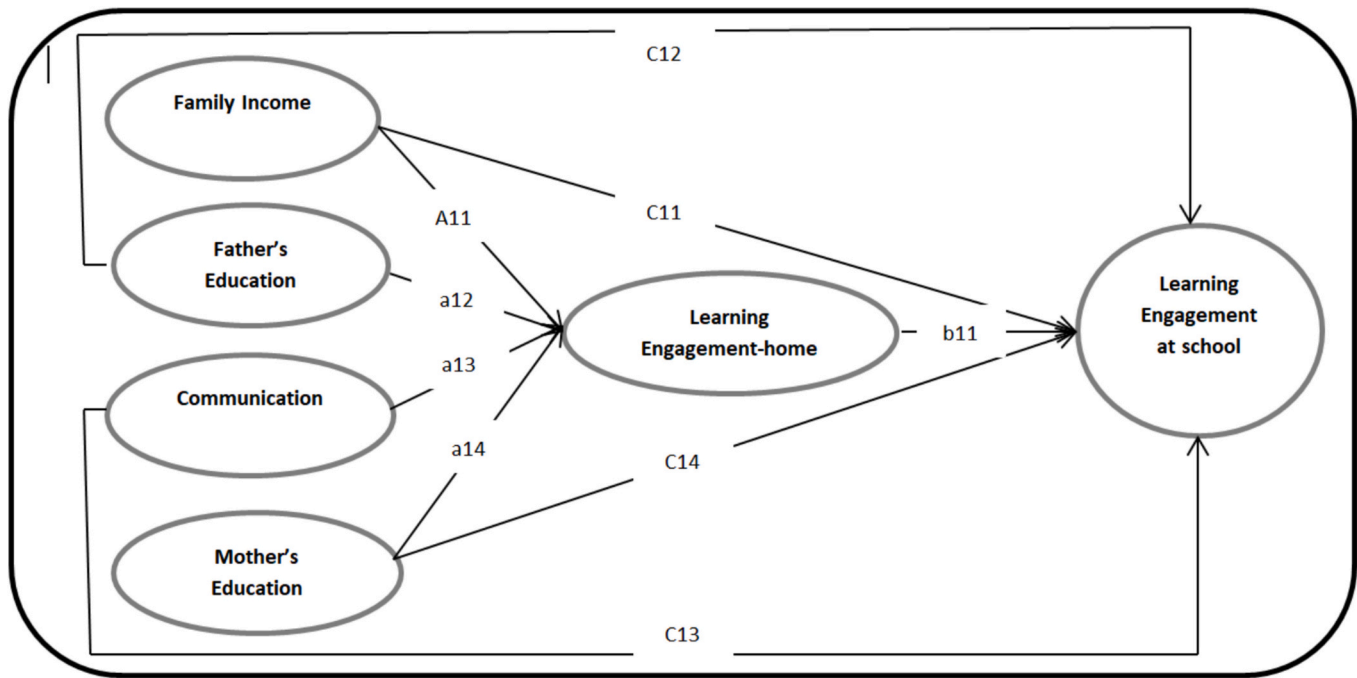 C12
Family Income
C11
A11
Father's
Education
a12
Learning
Engagement-home
b11
Learning
Engagement
at school
a13
Communication
a14
C14
Mother's
Education
C13